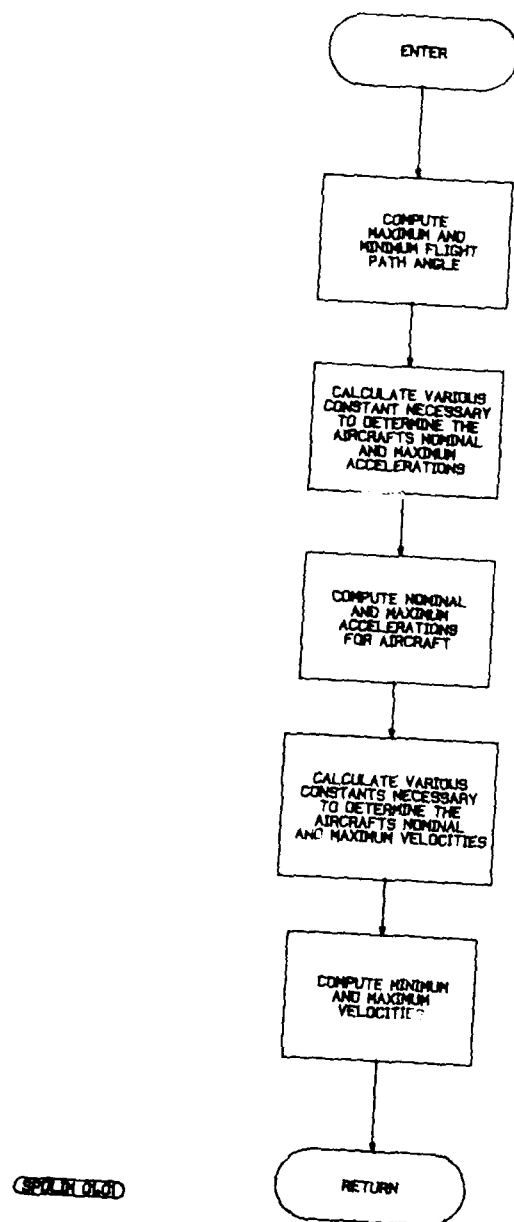 ENTER
COMPUTE
MAXIMUM AND
MINIMUM FLIGHT
PATH ANGLE
CALCULATE VARIOUS
CONSTANT NECESSARY
TO DETERMINE THE
AIRCRAFTS NOMINAL
AND MAXIMUM
ACCELERATIONS
COMPUTE NOMINAL
AND MAXIMUM
ACCELERATIONS
FOR AIRCRAFT
CALCULATE VARIOUS
CONSTANTS NECESSARY
TO DETERMINE THE
AIRCRAFTS NOMINAL
AND MAXIMUM VELOCITIES
COMPUTE MINIMUM
AND MAXIMUM
VELOCITIES
RETURN